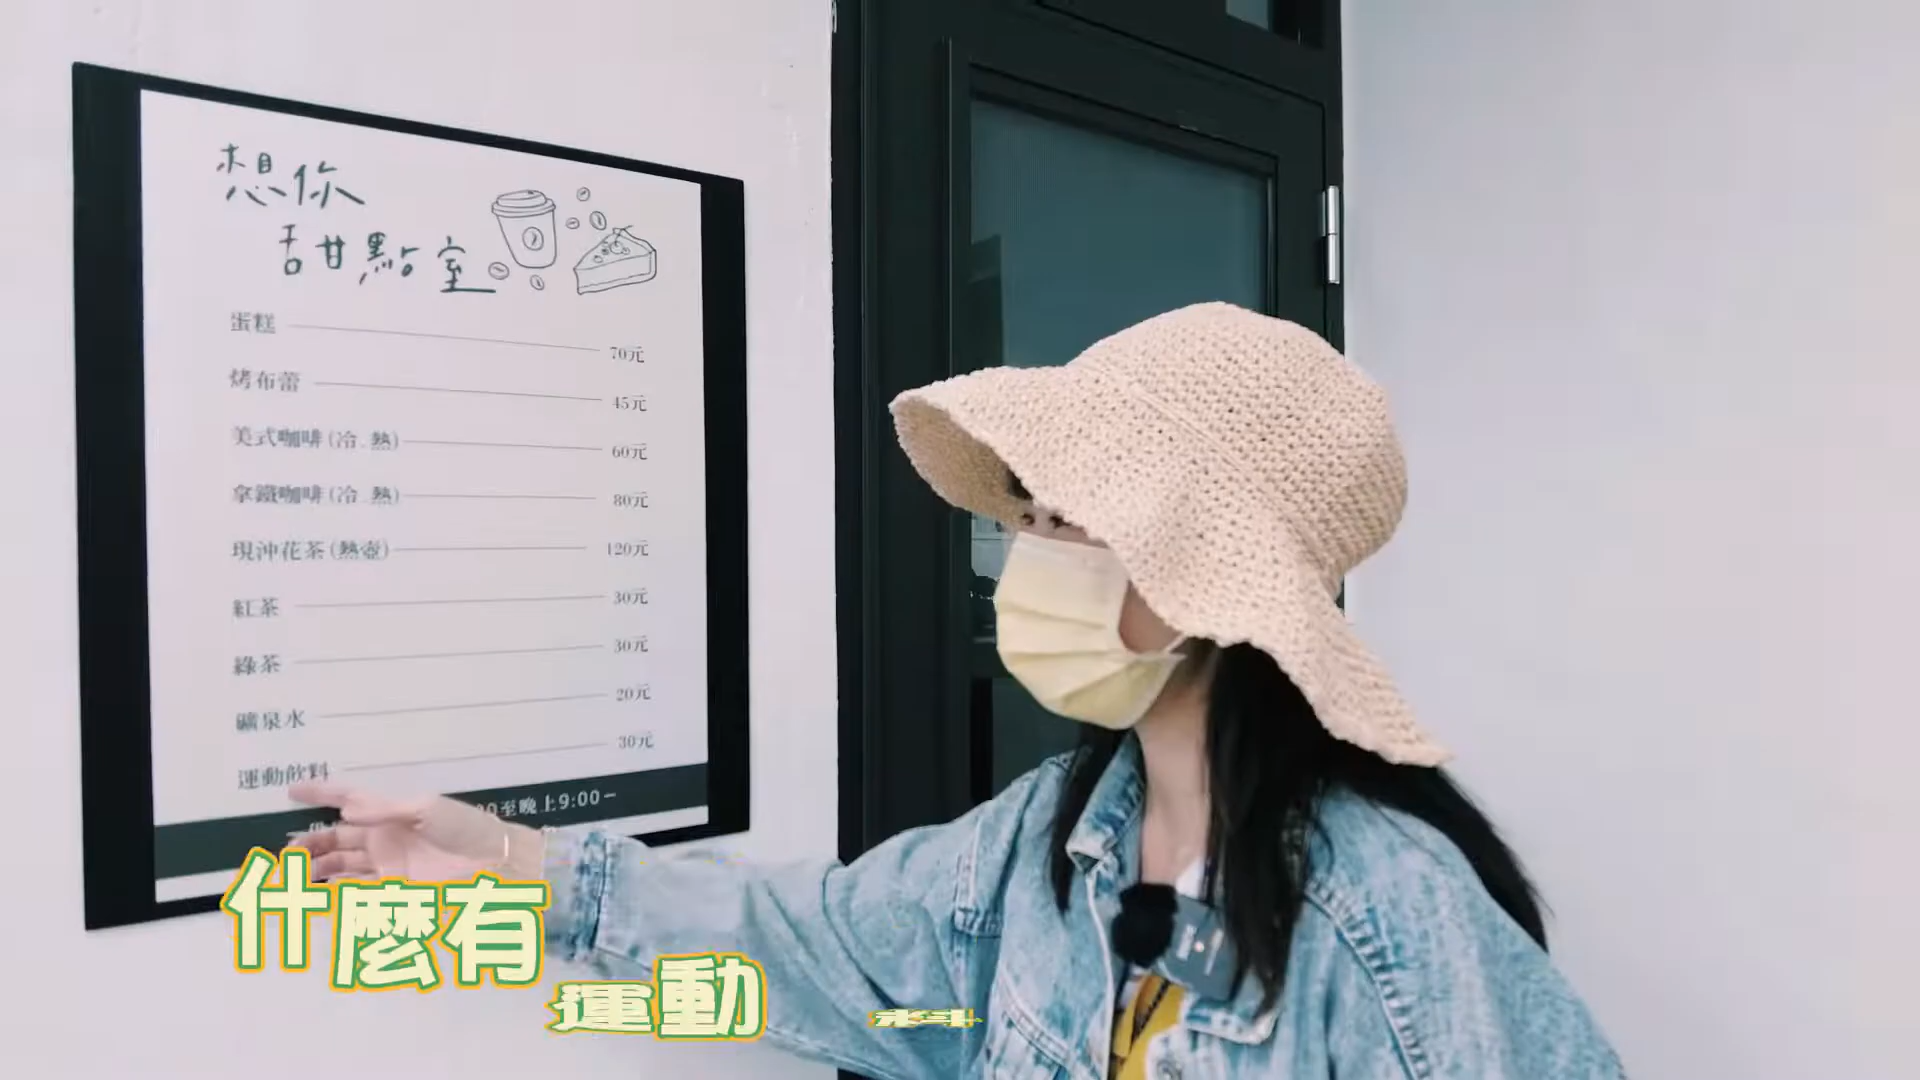 想你
甜點室
蛋糕 70元
烤布蕾 45元
美式咖啡(冷.熱) 60元
拿鐵咖啡(冷.熱) 80元
現沖花茶(熱壺) 120元
紅茶 30元
綠茶 30元
礦泉水 20元
運動飲料 30元
00至晚上9:00-
什麼有
運動 料